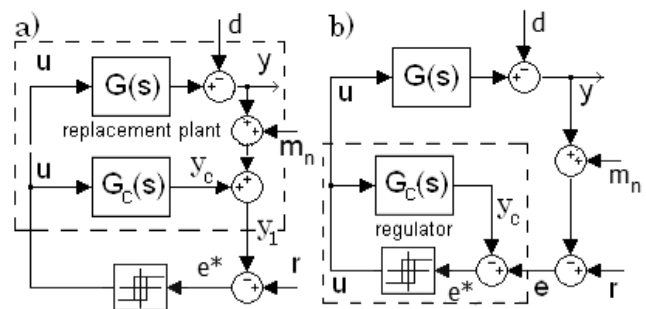 a)
d
u
G(s)
y
replacement plant
m_n
u
G_C(s)
y_c
y_1
e*
r
b)
d
u
G(s)
y
m_n
G_C(s)
y_c
regulator
u
e*
e
r